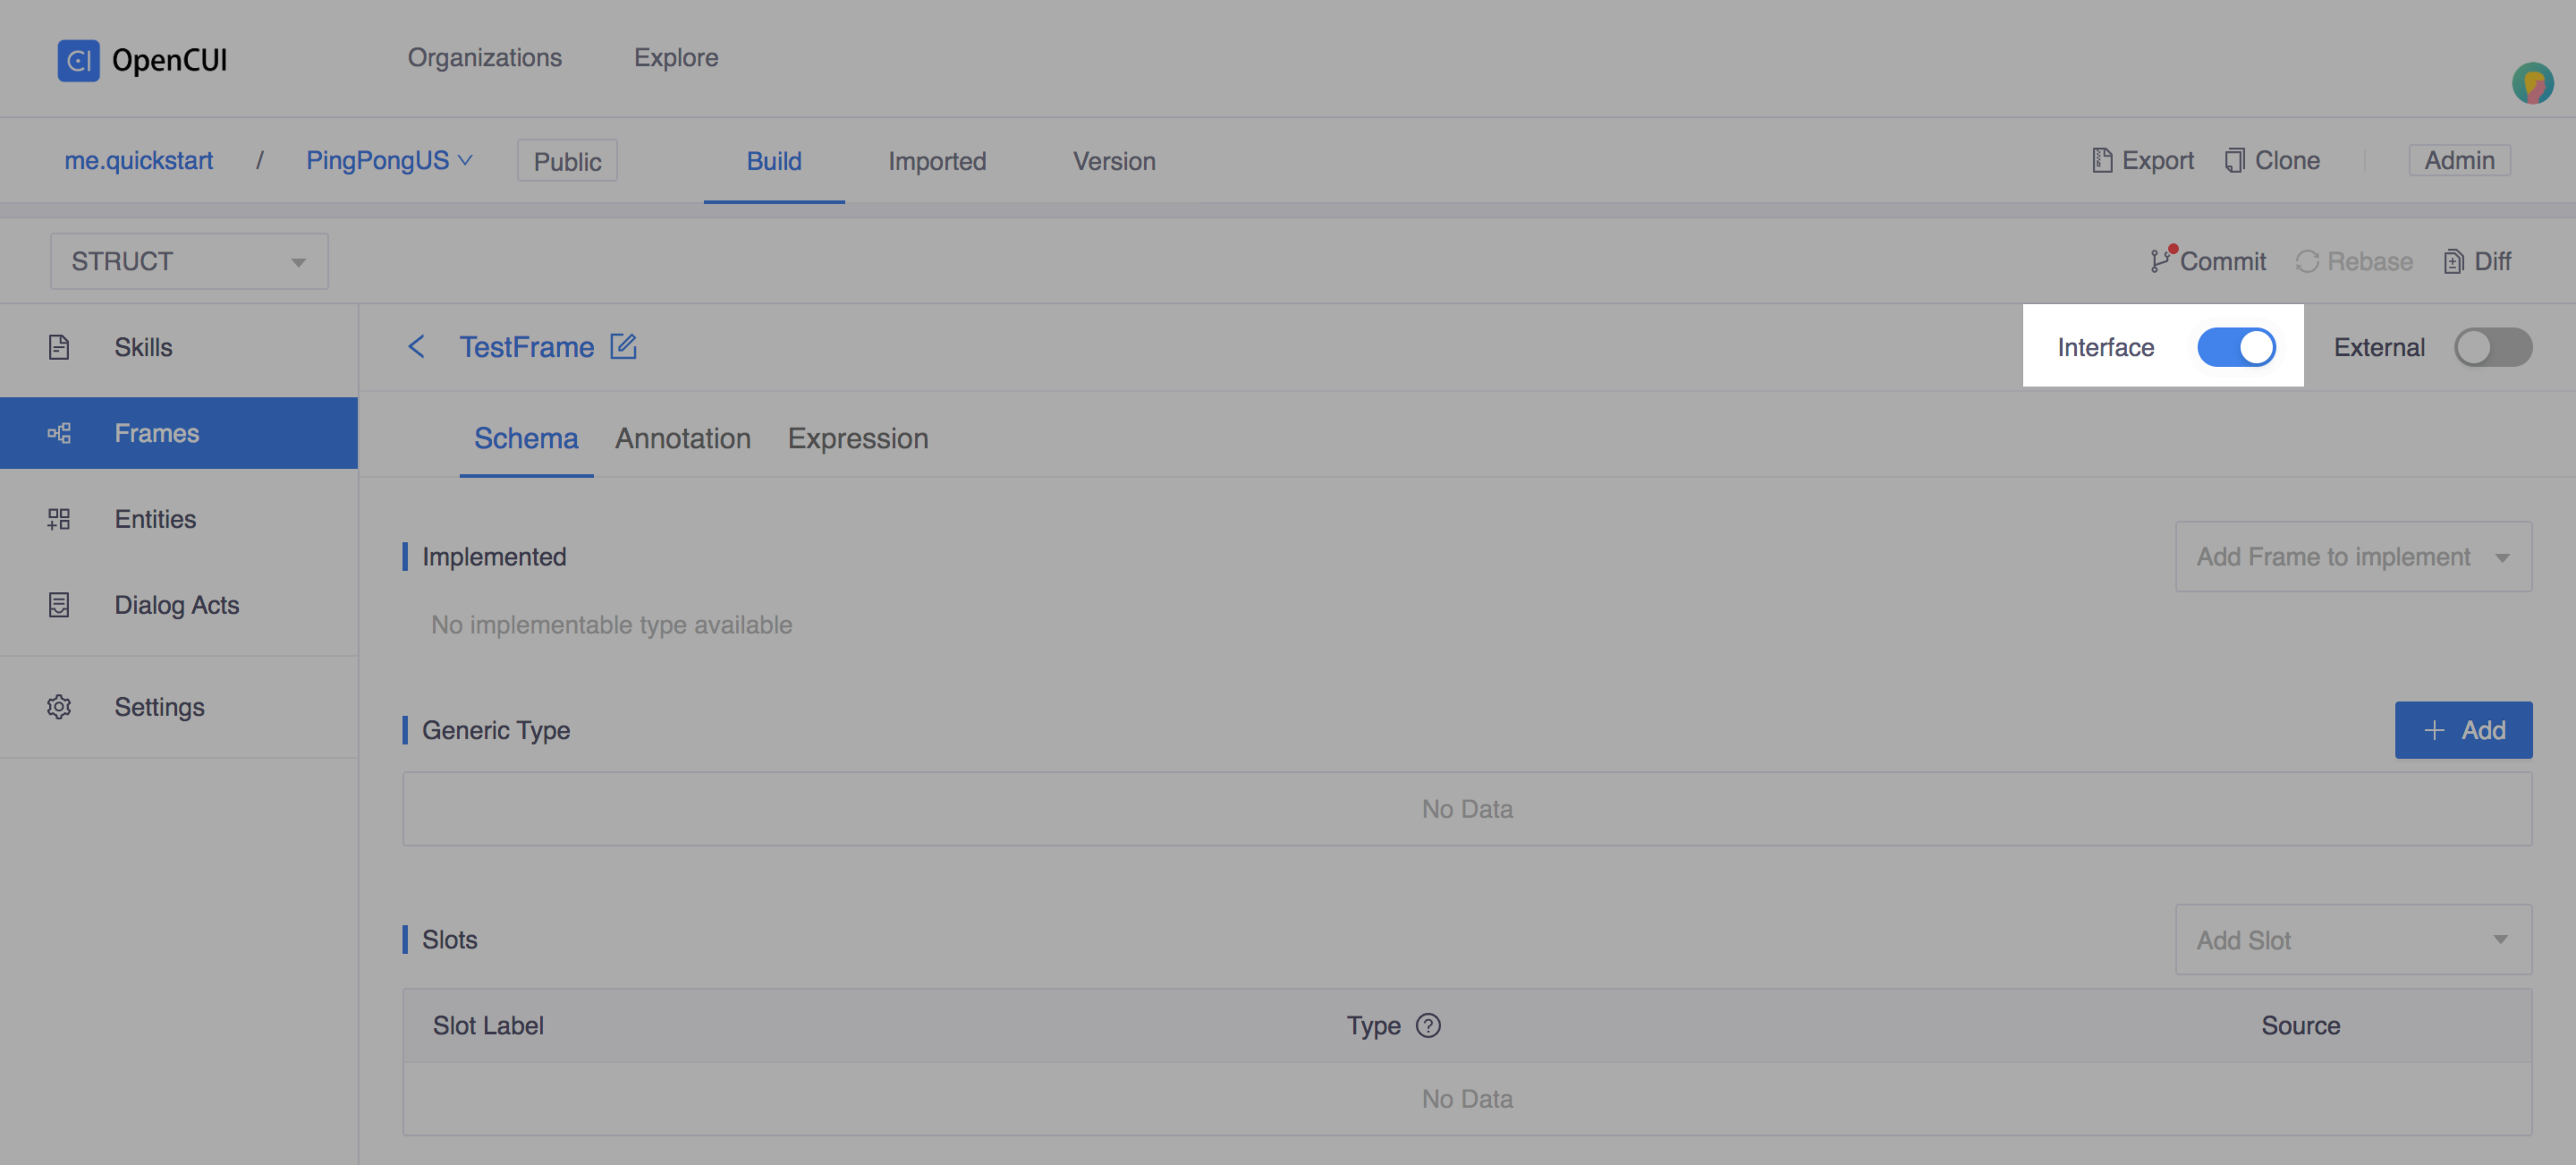 OpenCUI
Organizations Explore
me.quickstart / PingPongUS Public Build Imported Version Export Clone Admin
STRUCT Commit Rebase Diff
Skills
Frames
Entities
Dialog Acts
Settings
TestFrame Interface External
Schema Annotation Expression
Implemented Add Frame to implement
No implementable type available
Generic Type + Add
No Data
Slots Add Slot
Slot Label Type ? Source
No Data